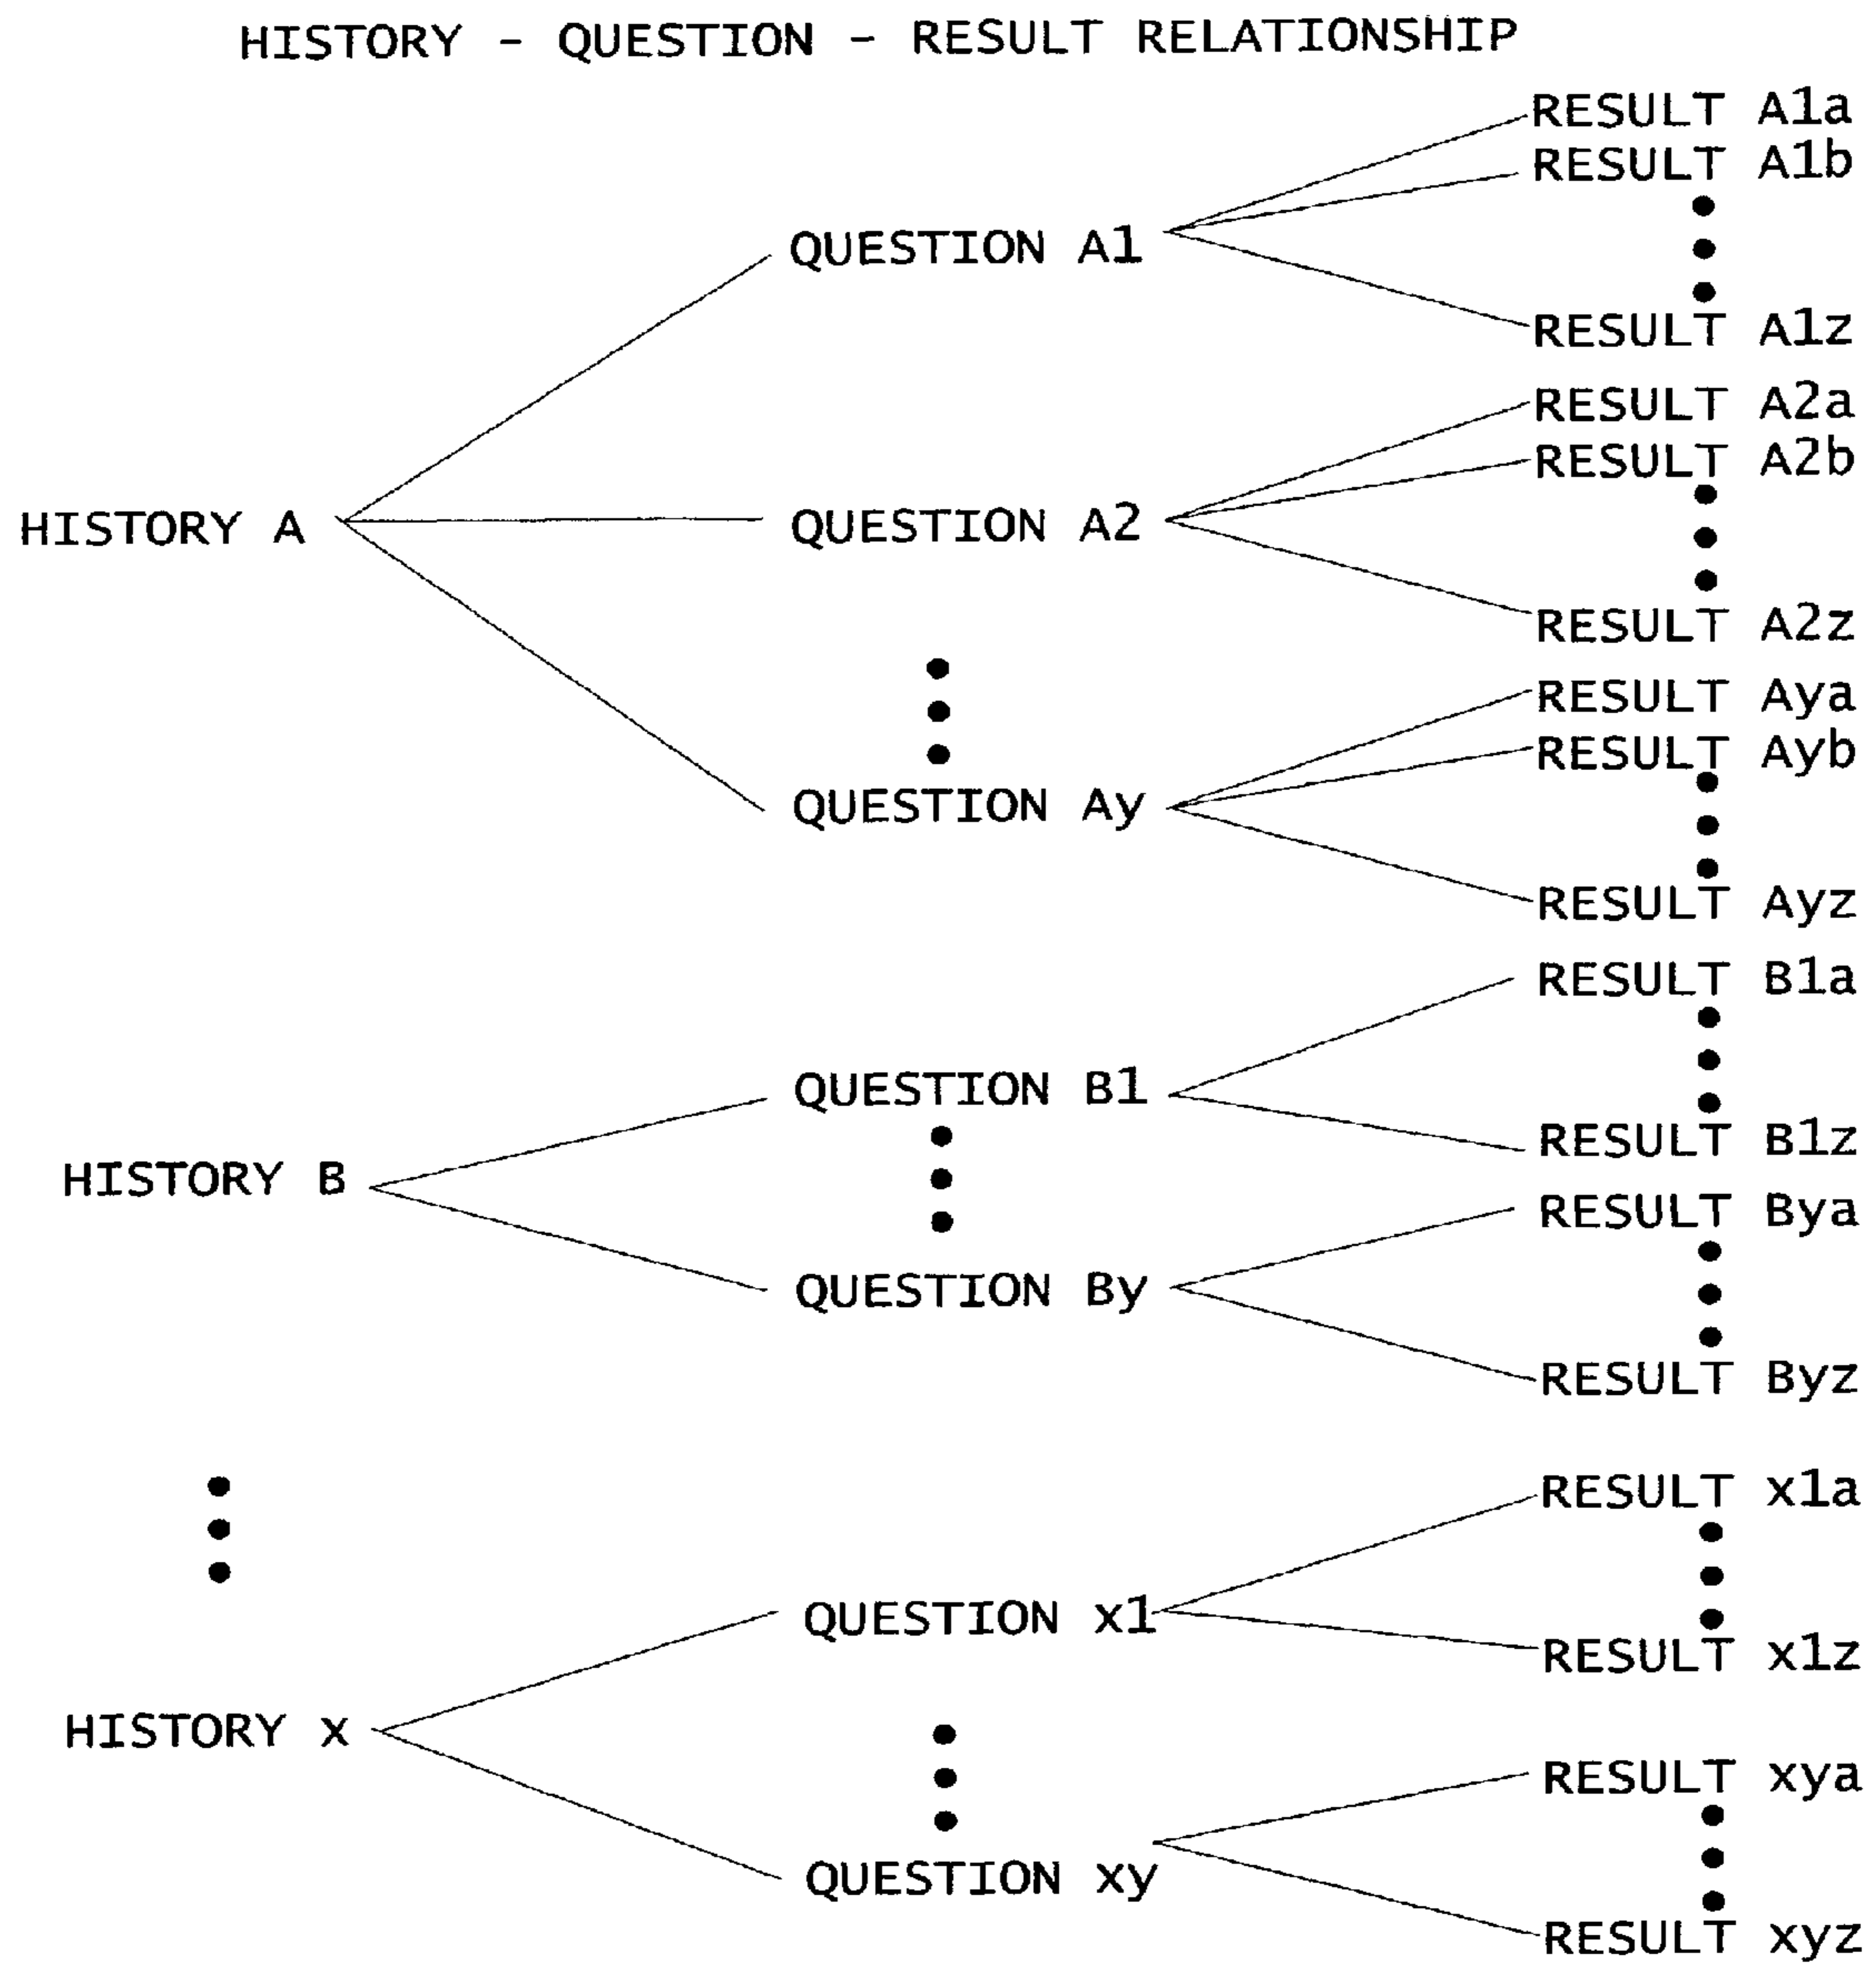 HISTORY - QUESTION - RESULT RELATIONSHIP
RESULT A1a
RESULT A1b
QUESTION A1
RESULT A1z
RESULT A2a
RESULT A2b
HISTORY A
QUESTION A2
RESULT A2z
RESULT Aya
RESULT Ayb
QUESTION Ay
RESULT Ayz
RESULT B1a
QUESTION B1
RESULT B1z
HISTORY B
RESULT Bya
QUESTION By
RESULT Byz
RESULT x1a
QUESTION x1
RESULT x1z
HISTORY x
RESULT xya
QUESTION xy
RESULT xyz